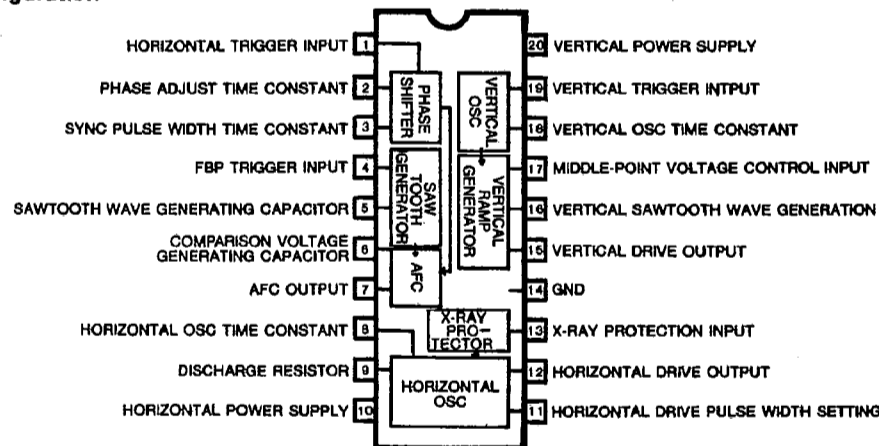 HORIZONTAL TRIGGER INPUT 1
PHASE ADJUST TIME CONSTANT 2
SYNC PULSE WIDTH TIME CONSTANT 3
FBP TRIGGER INPUT 4
SAWTOOTH WAVE GENERATING CAPACITOR 5
COMPARISON VOLTAGE
GENERATING CAPACITOR 6
AFC OUTPUT 7
HORIZONTAL OSC TIME CONSTANT 8
DISCHARGE RESISTOR 9
HORIZONTAL POWER SUPPLY 10
PHASE
SHIFTER
SAW
TOOTH
GENERATOR
AFC
VERTICAL
OSC
VERTICAL
RAMP
GENERATOR
X-RAY
PRO-
TECTOR
HORIZONTAL
OSC
20 VERTICAL POWER SUPPLY
19 VERTICAL TRIGGER INTPUT
18 VERTICAL OSC TIME CONSTANT
17 MIDDLE-POINT VOLTAGE CONTROL INPUT
16 VERTICAL SAWTOOTH WAVE GENERATION
15 VERTICAL DRIVE OUTPUT
14 GND
13 X-RAY PROTECTION INPUT
12 HORIZONTAL DRIVE OUTPUT
11 HORIZONTAL DRIVE PULSE WIDTH SETTING